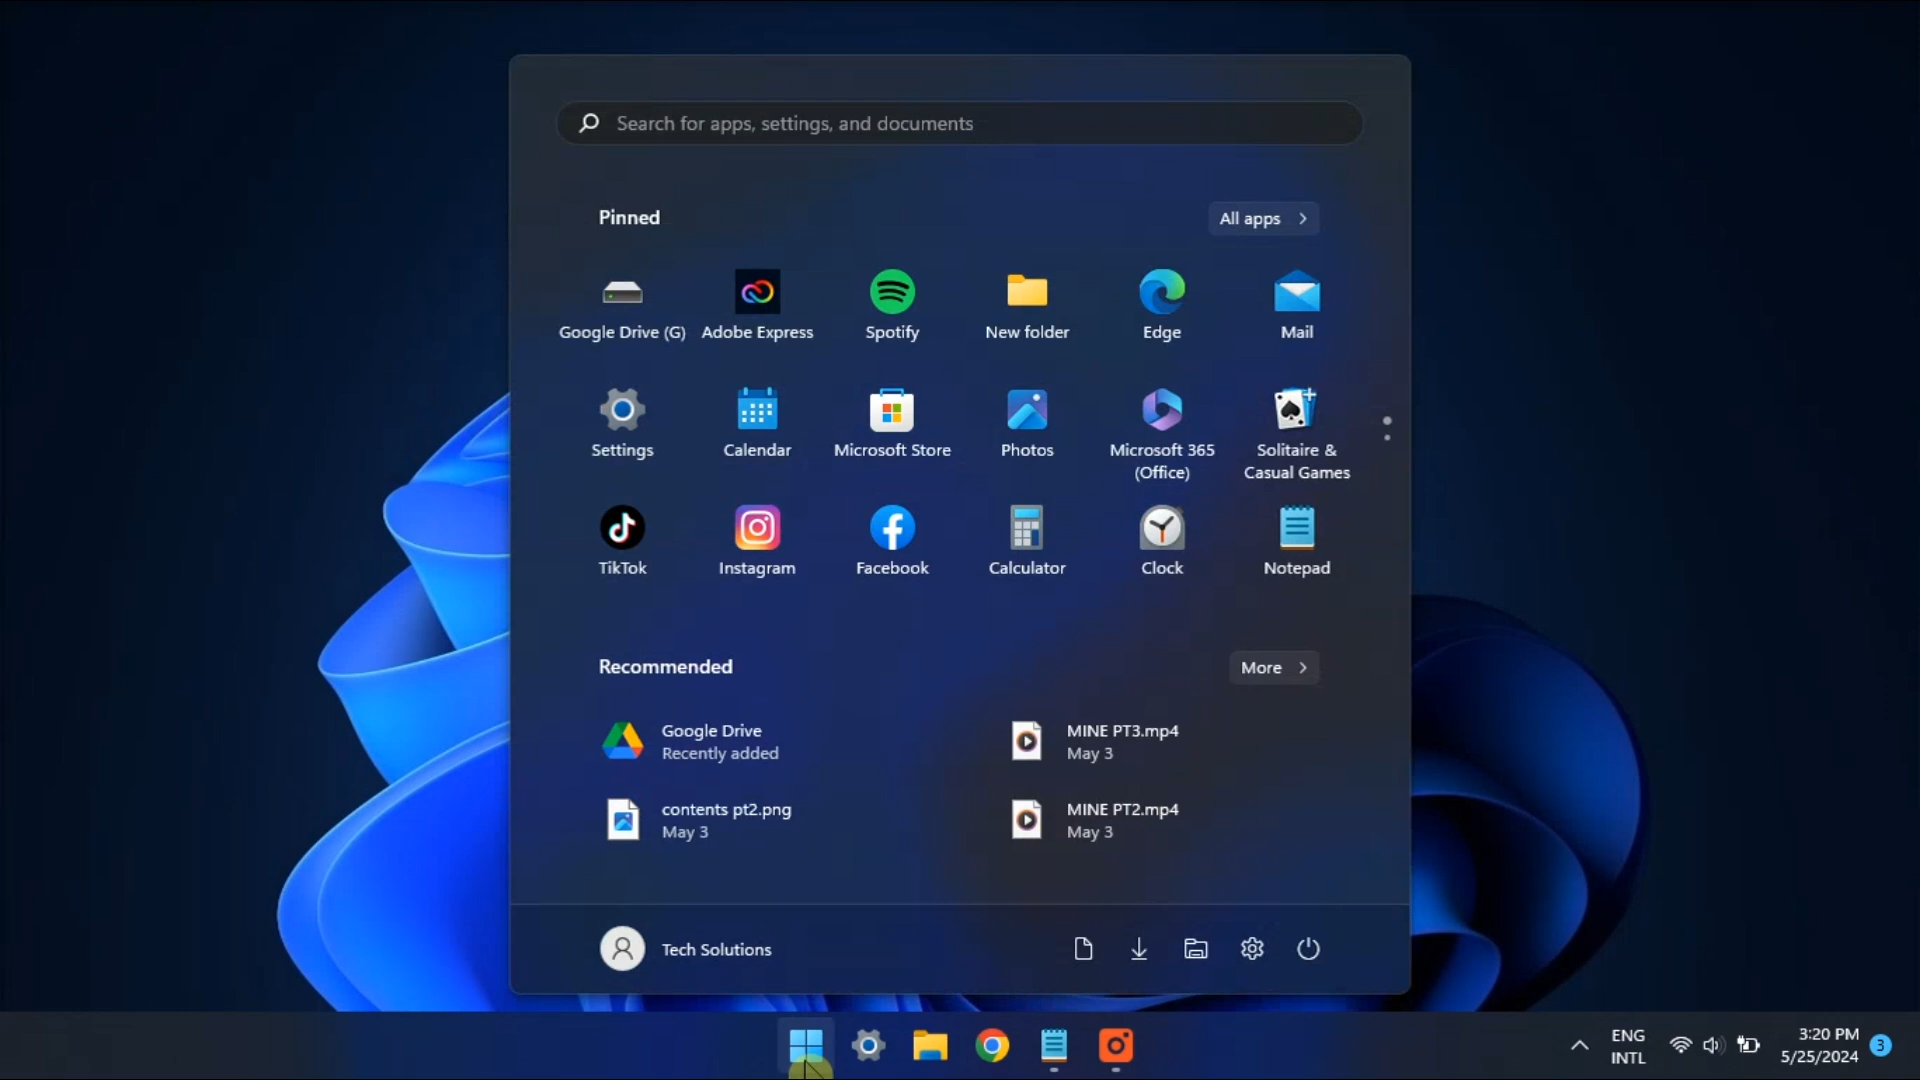 Search for apps, settings, and documents
Pinned
All apps
Google Drive (G)
Adobe Express
Spotify
New folder
Edge
Mail
Settings
Calendar
Microsoft Store
Photos
Microsoft 365
(Office)
Solitaire &
Casual Games
TikTok
Instagram
Facebook
Calculator
Clock
Notepad
Recommended
More
Google Drive
Recently added
MINE PT3.mp4
May 3
contents pt2.png
May 3
MINE PT2.mp4
May 3
Tech Solutions
ENG
INTL
3:20 PM
5/25/2024
3